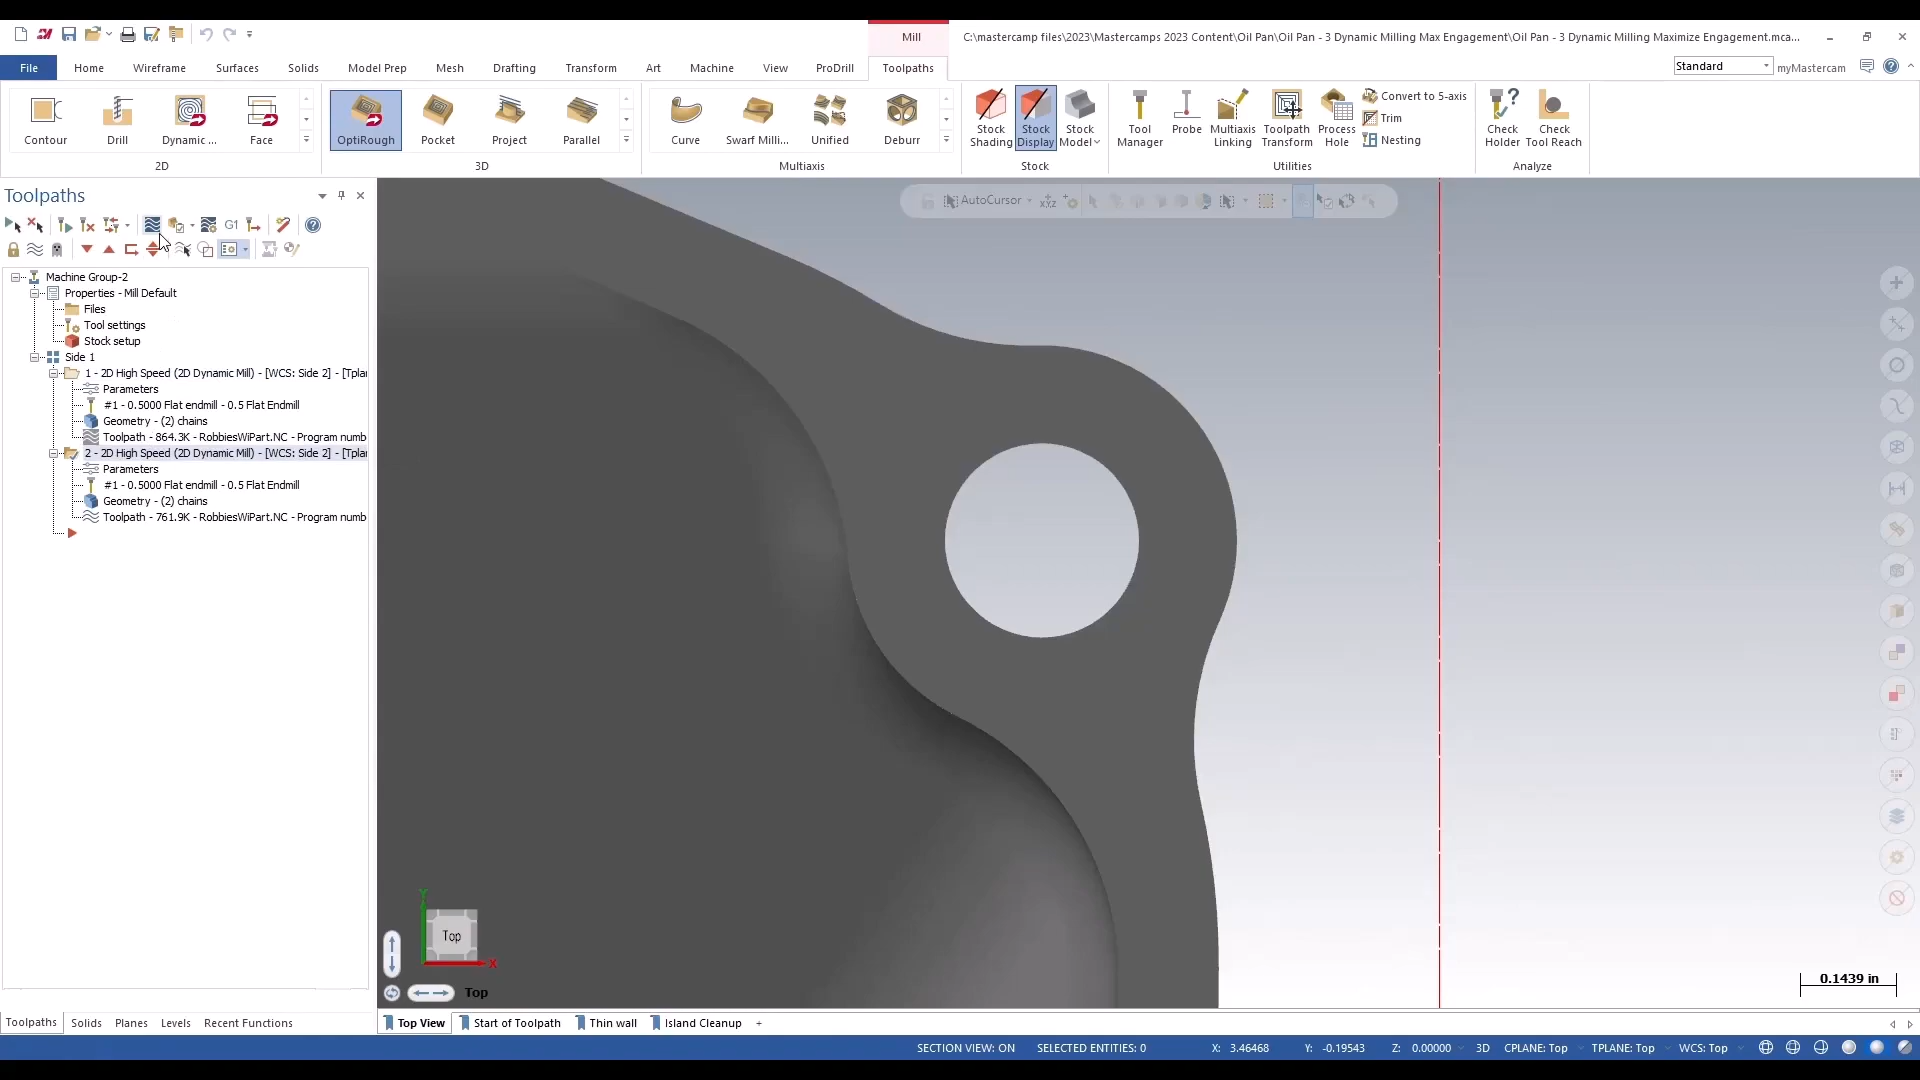 Mill
C:\mastercamp files\2023\Mastercamps 2023 Content\Oil Pan\Oil Pan - 3 Dynamic Milling Max Engagement\Oil Pan - 3 Dynamic Milling Maximize Engagement.mca...
File Home Wireframe Surfaces Solids Model Prep Mesh Drafting Transform Art Machine View ProDrill Toolpaths
Standard
myMastercam
Contour Drill Dynamic ... Face
2D
OptiRough Pocket Project Parallel
3D
Curve Swarf Milli... Unified Deburr
Multiaxis
Stock Shading
Stock Display
Stock Model
Stock
Tool Manager
Probe
Multiaxis Linking
Toolpath Transform
Process Hole
Convert to 5-axis
Trim
Nesting
Utilities
Check Holder
Check Tool Reach
Analyze
Toolpaths
G1
AutoCursor
XYZ
Machine Group-2
Properties - Mill Default
Files
Tool settings
Stock setup
Side 1
1 - 2D High Speed (2D Dynamic Mill) - [WCS: Side 2] - [Tpla
Parameters
#1 - 0.5000 Flat endmill - 0.5 Flat Endmill
Geometry - (2) chains
Toolpath - 864.3K - RobbiesWiPart.NC - Program numb
2 - 2D High Speed (2D Dynamic Mill) - [WCS: Side 2] - [Tpla
Parameters
#1 - 0.5000 Flat endmill - 0.5 Flat Endmill
Geometry - (2) chains
Toolpath - 761.9K - RobbiesWiPart.NC - Program numb
Y
Top
X
Top
0.1439 in
Toolpaths Solids Planes Levels Recent Functions
Top View Start of Toolpath Thin wall Island Cleanup +
SECTION VIEW: ON SELECTED ENTITIES: 0 X: 3.46468 Y: -0.19543 Z: 0.00000 3D CPLANE: Top TPLANE: Top WCS: Top